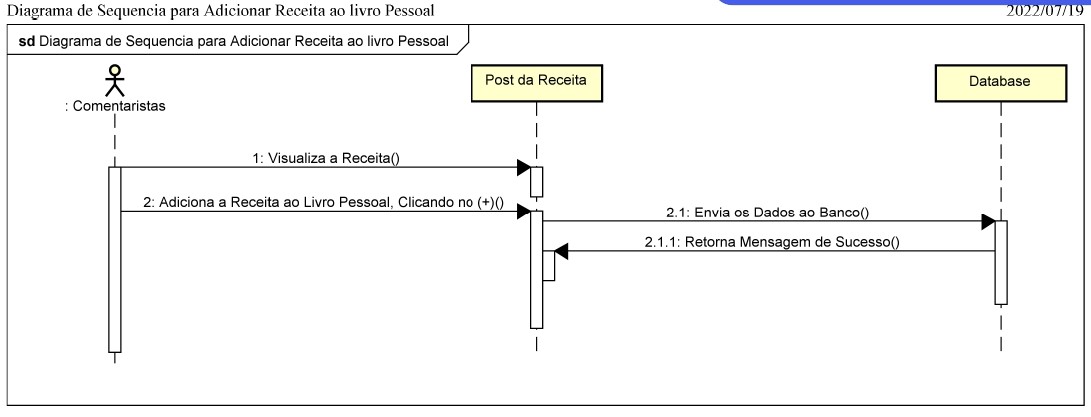 Diagrama de Sequencia para Adicionar Receita ao livro Pessoal
2022/07/19
sd Diagrama de Sequencia para Adicionar Receita ao livro Pessoal
: Comentaristas
Post da Receita
Database
1: Visualiza a Receita()
2: Adiciona a Receita ao Livro Pessoal, Clicando no (+)()
2.1: Envia os Dados ao Banco()
2.1.1: Retorna Mensagem de Sucesso()